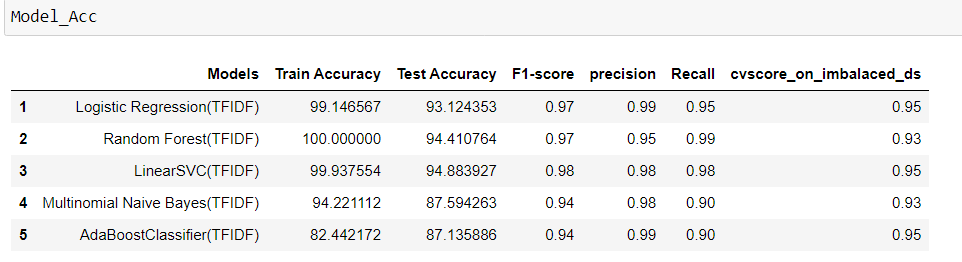 Model_Acc
Models Train Accuracy Test Accuracy F1-score precision Recall cvscore_on_imbalaced_ds
1 Logistic Regression(TFIDF) 99.146567 93.124353 0.97 0.99 0.95 0.95
2 Random Forest(TFIDF) 100.000000 94.410764 0.97 0.95 0.99 0.93
3 LinearSVC(TFIDF) 99.937554 94.883927 0.98 0.98 0.98 0.95
4 Multinomial Naive Bayes(TFIDF) 94.221112 87.594263 0.94 0.98 0.90 0.93
5 AdaBoostClassifier(TFIDF) 82.442172 87.135886 0.94 0.99 0.90 0.95